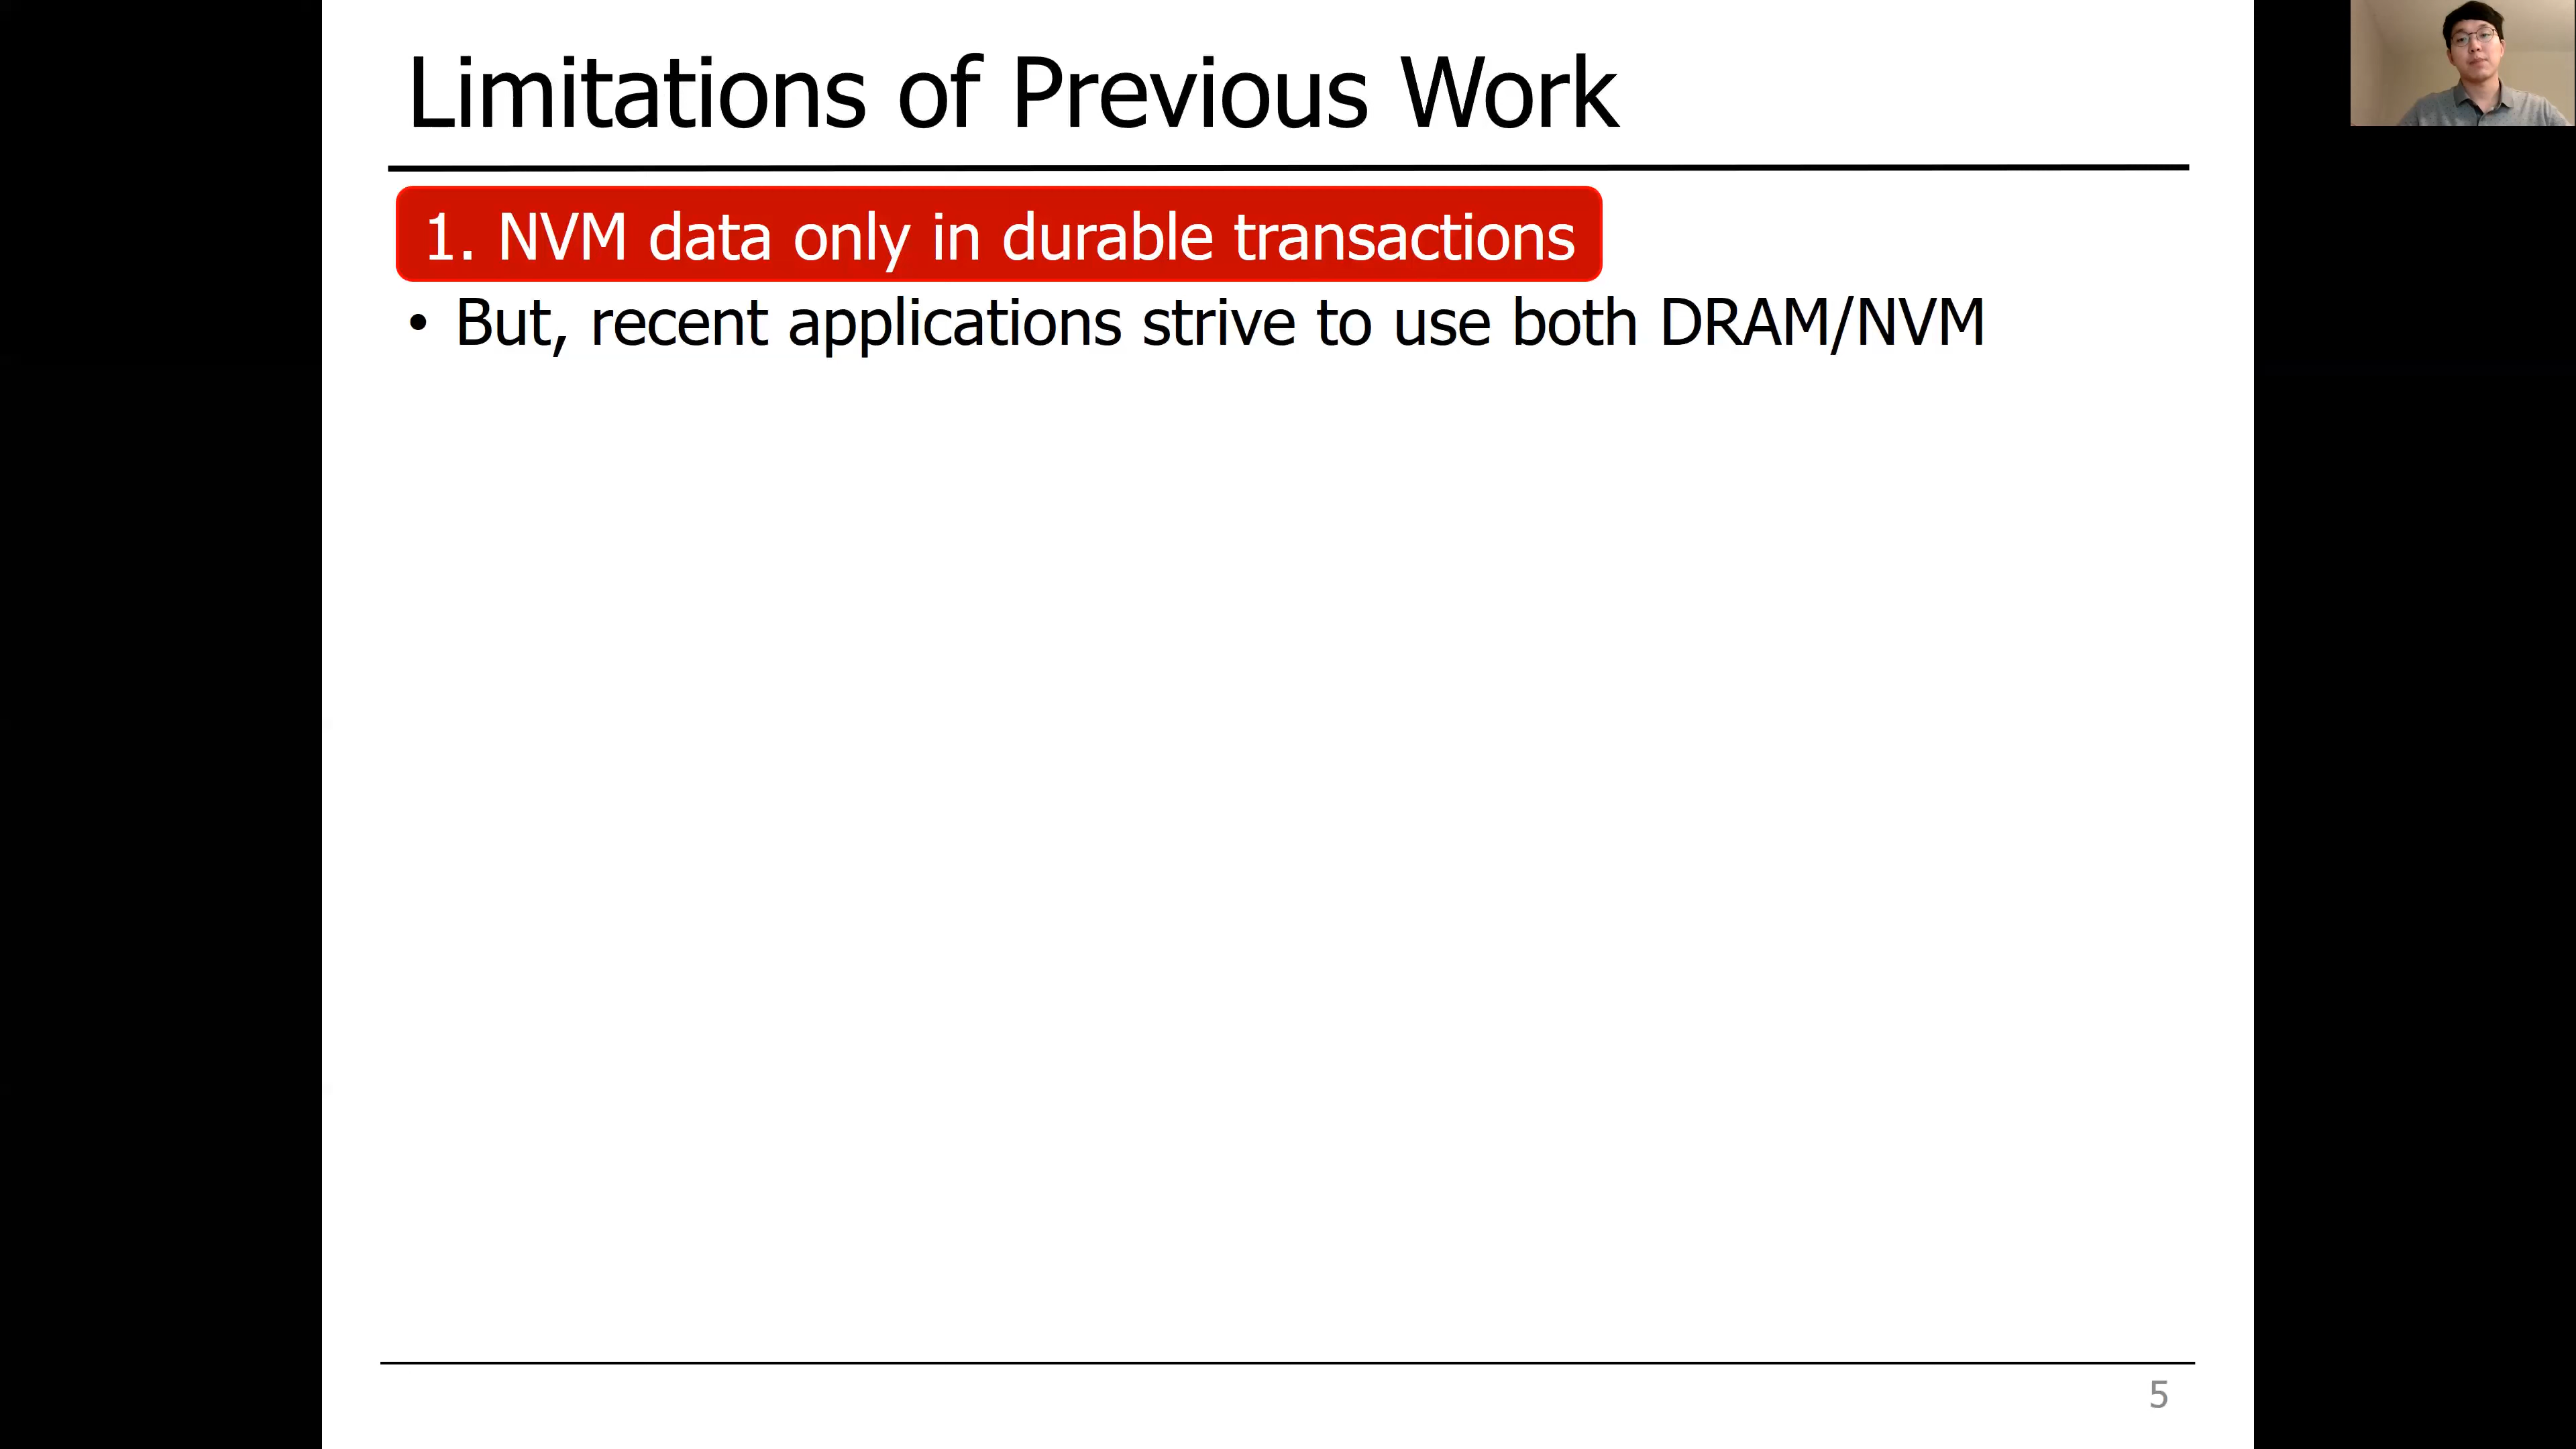 Limitations of Previous Work
1. NVM data only in durable transactions
• But, recent applications strive to use both DRAM/NVM
5